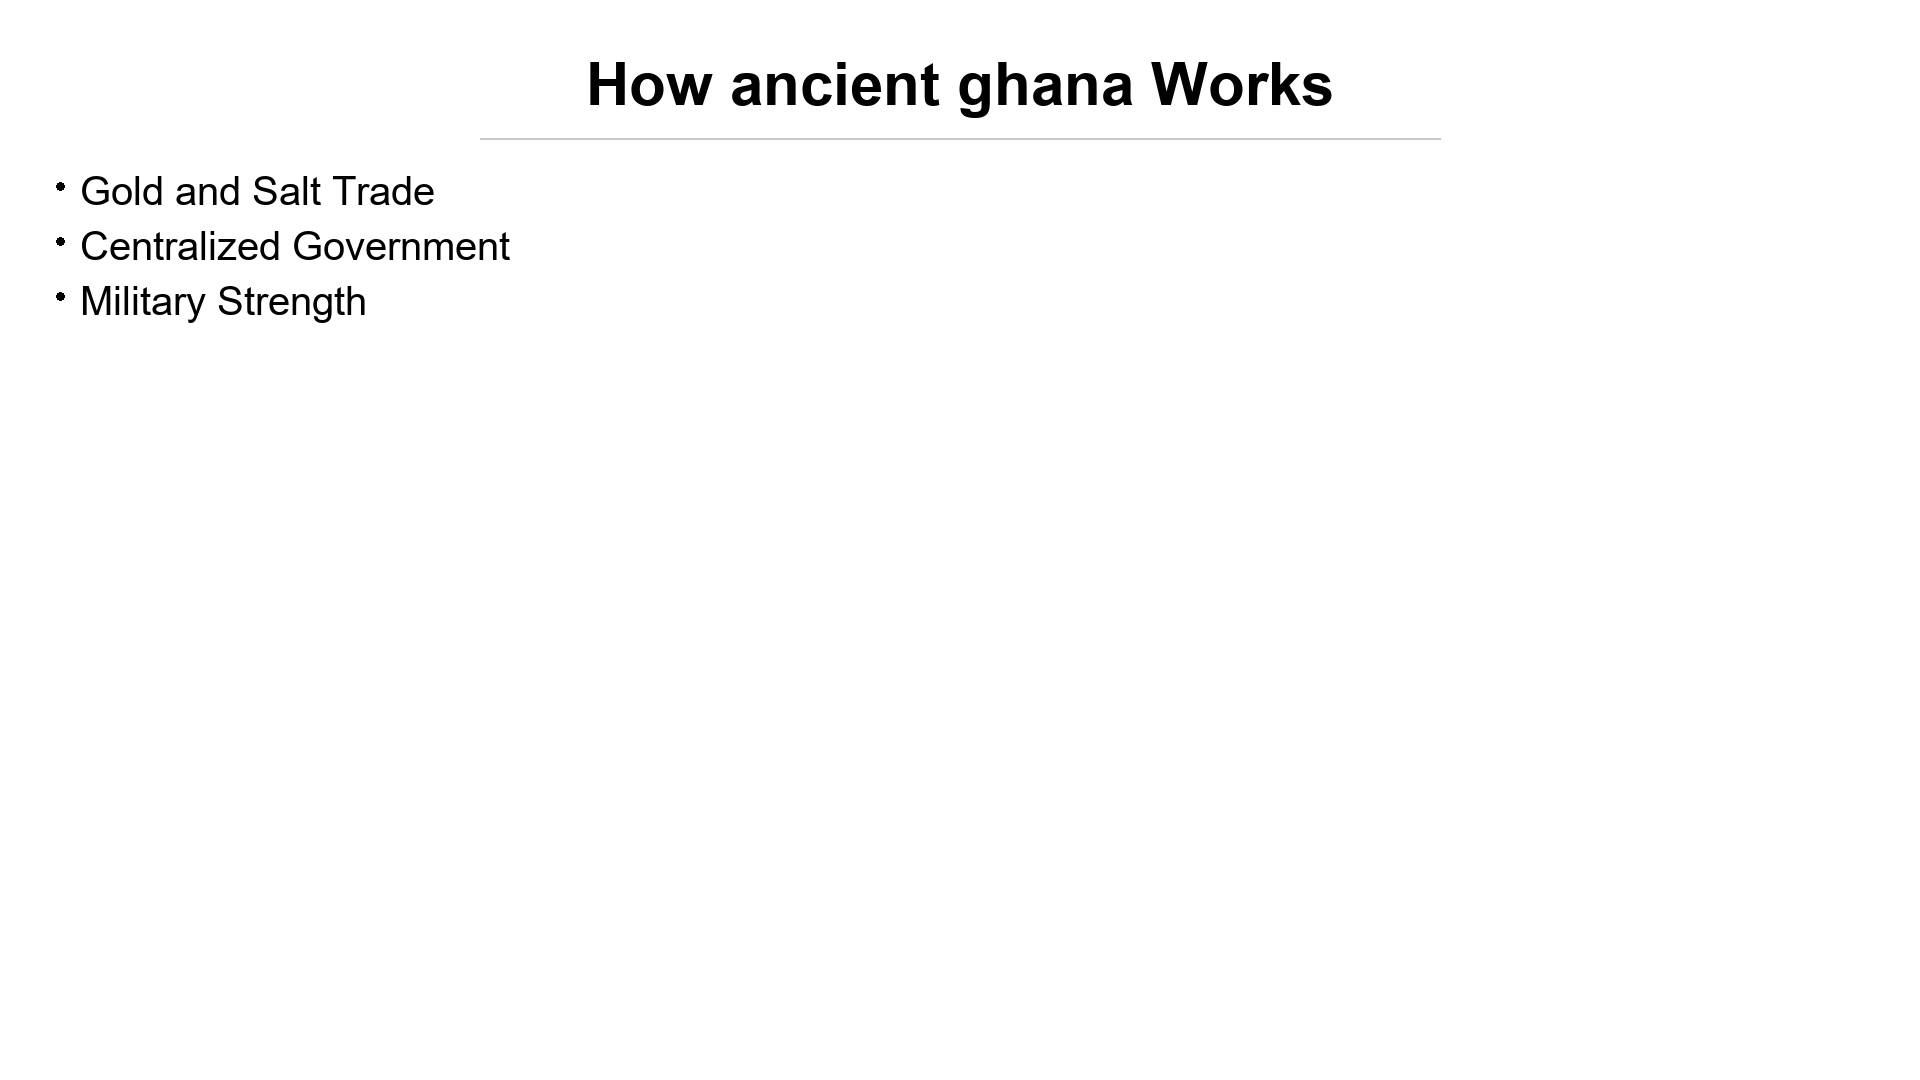 How ancient ghana Works
• Gold and Salt Trade
• Centralized Government
• Military Strength